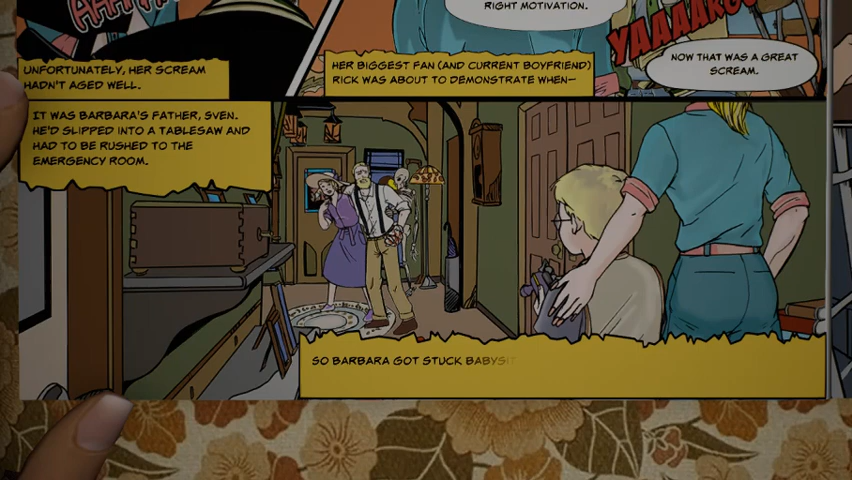 RIGHT MOTIVATION.
UNFORTUNATELY, HER SCREAM
HADN'T AGED WELL.
HER BIGGEST FAN (AND CURRENT BOYFRIEND)
RICK WAS ABOUT TO DEMONSTRATE WHEN—
NOW THAT WAS A GREAT
SCREAM.
IT WAS BARBARA'S FATHER, SVEN.
HE'D SLIPPED INTO A TABLESAW AND
HAD TO BE RUSHED TO THE
EMERGENCY ROOM.
SO BARBARA GOT STUCK